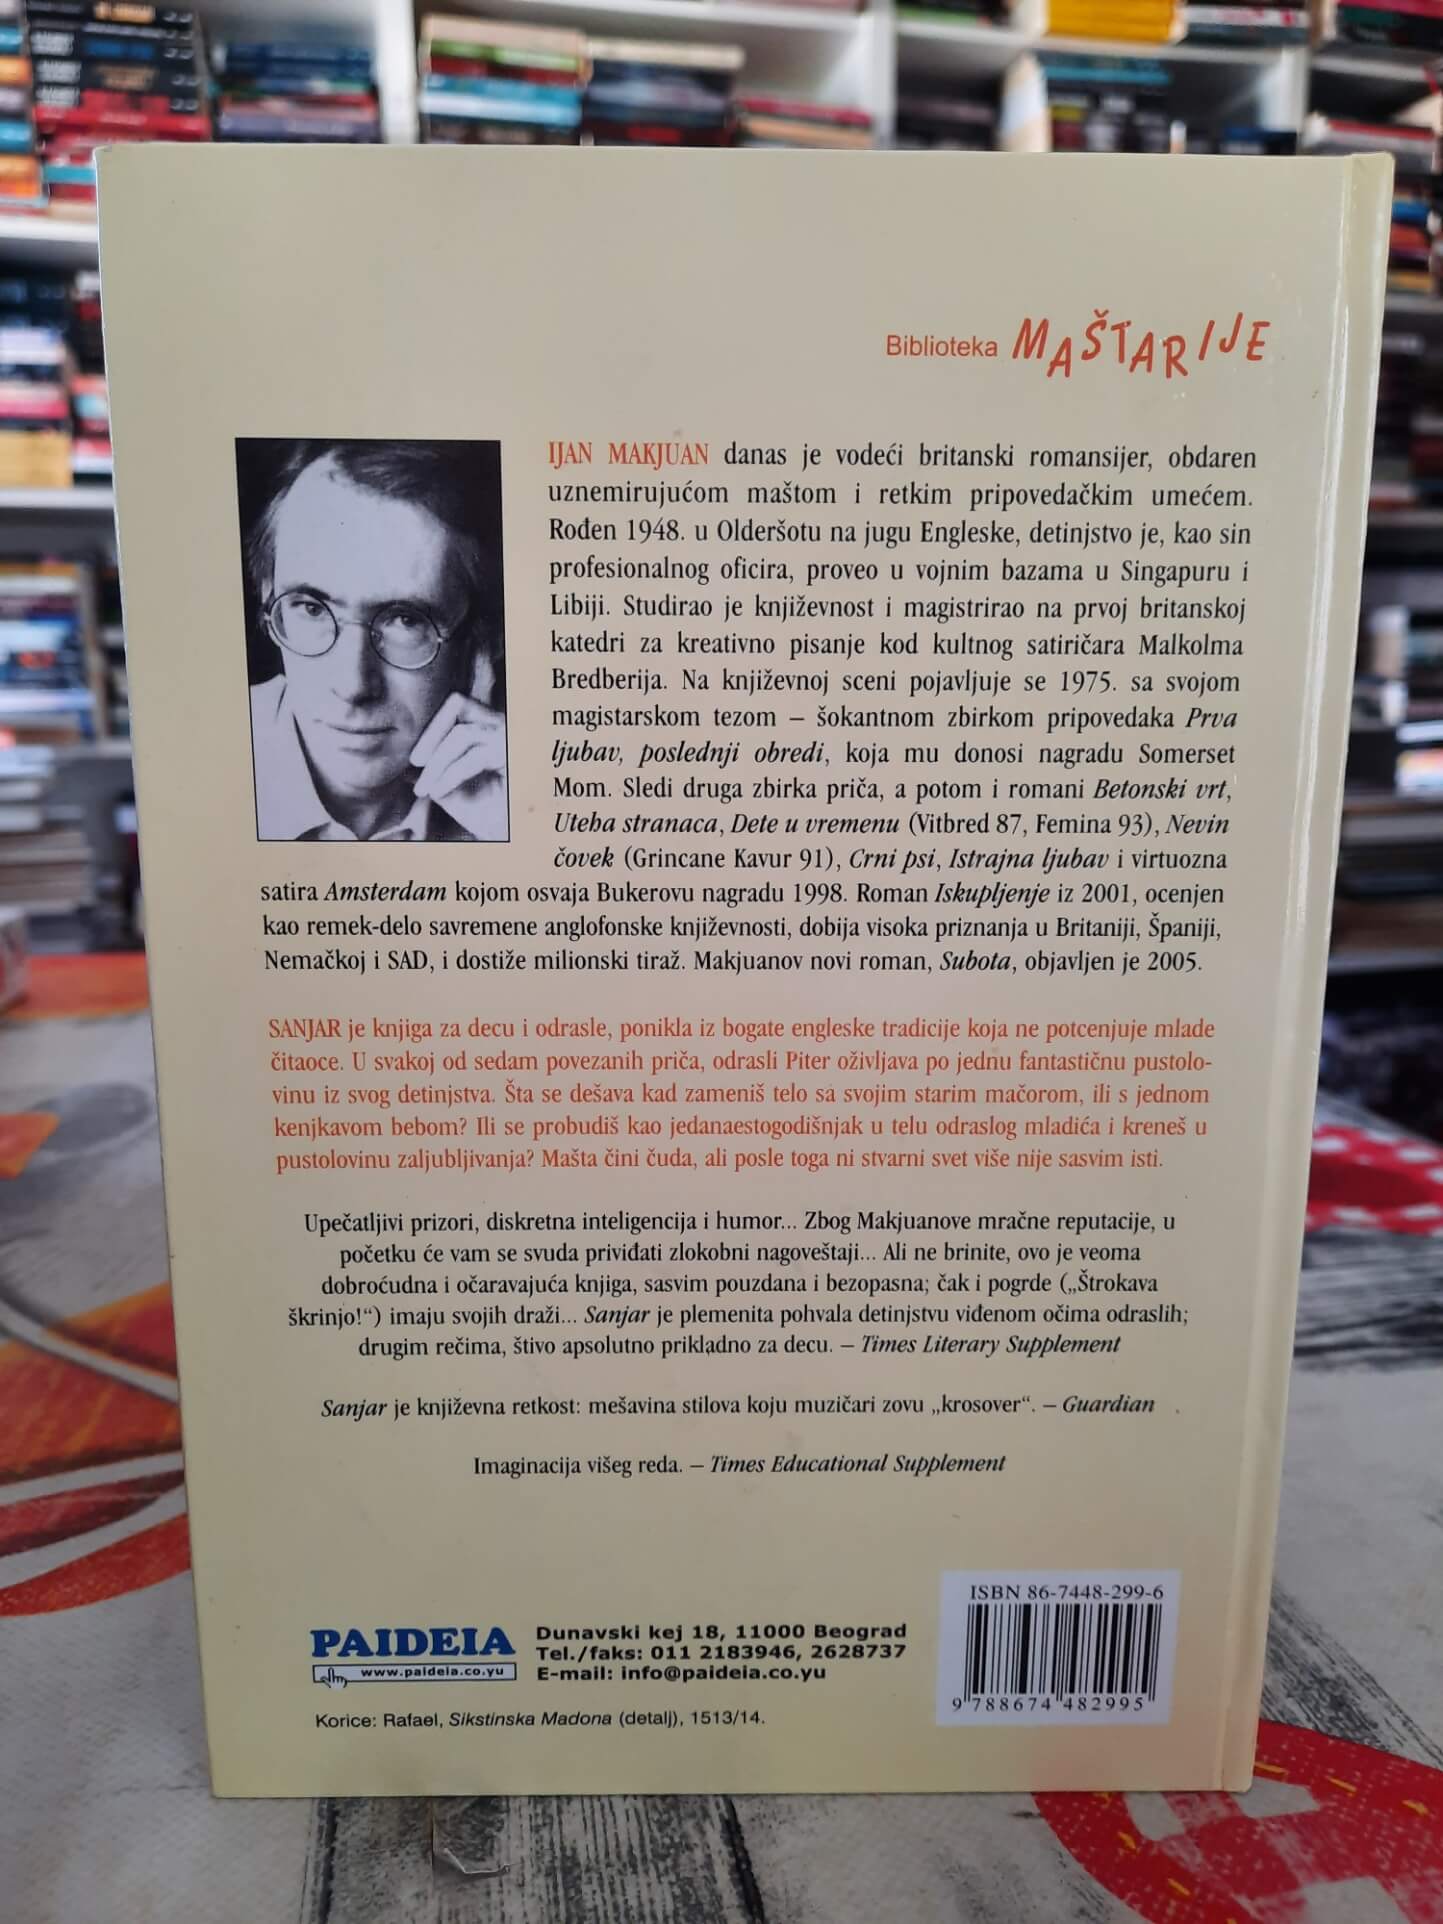 Biblioteka MAŠTARIJE
IJAN MAKJUAN danas je vodeći britanski romansijer, obdaren
uznemirujućom maštom i retkim pripovedačkim umećem.
Rođen 1948. u Olderšotu na jugu Engleske, detinjstvo je, kao sin
profesionalnog oficira, proveo u vojnim bazama u Singapuru i
Libiji. Studirao je književnost i magistrirao na prvoj britanskoj
katedri za kreativno pisanje kod kultnog satiričara Malkolma
Bredberija. Na književnoj sceni pojavljuje se 1975. sa svojom
magistarskom tezom – šokantnom zbirkom pripovedaka Prva
ljubav, poslednji obredi, koja mu donosi nagradu Somerset
Mom. Sledi druga zbirka priča, a potom i romani Betonski vrt,
Uteha stranaca, Dete u vremenu (Vitbred 87, Femina 93), Nevin
čovek (Grincane Kavur 91), Crni psi, Istrajna ljubav i virtuozna
satira Amsterdam kojom osvaja Bukerovu nagradu 1998. Roman Iskupljenje iz 2001, ocenjen
kao remek-delo savremene anglofonske književnosti, dobija visoka priznanja u Britaniji, Španiji,
Nemačkoj i SAD, i dostiže milionski tiraž. Makjuanov novi roman, Subota, objavljen je 2005.
SANJAR je knjiga za decu i odrasle, ponikla iz bogate engleske tradicije koja ne potcenjuje mlade
čitaoce. U svakoj od sedam povezanih priča, odrasli Piter oživljava po jednu fantastičnu pustolo-
vinu iz svog detinjstva. Šta se dešava kad zameniš telo sa svojim starim mačorom, ili s jednom
kenjkavom bebom? Ili se probudiš kao jedanaestogodišnjak u telu odraslog mladića i kreneš u
pustolovinu zaljubljivanja? Mašta čini čuda, ali posle toga ni stvarni svet više nije sasvim isti.
Upečatljivi prizori, diskretna inteligencija i humor... Zbog Makjuanove mračne reputacije, u
početku će vam se svuda priviđati zlokobni nagoveštaji... Ali ne brinite, ovo je veoma
dobroćudna i očaravajuća knjiga, sasvim pouzdana i bezopasna; čak i pogrde („Štrokava
škrinjo!“) imaju svojih draži... Sanjar je plemenita pohvala detinjstvu viđenom očima odraslih;
drugim rečima, štivo apsolutno prikladno za decu. – Times Literary Supplement
Sanjar je književna retkost: mešavina stilova koju muzičari zovu „krosover“. – Guardian
Imaginacija višeg reda. – Times Educational Supplement
ISBN 86-7448-299-6
9 788674 482995
PAIDEIA
www.paideia.co.yu
Dunavski kej 18, 11000 Beograd
Tel./faks: 011 2183946, 2628737
E-mail: info@paideia.co.yu
Korice: Rafael, Sikstinska Madona (detalj), 1513/14.